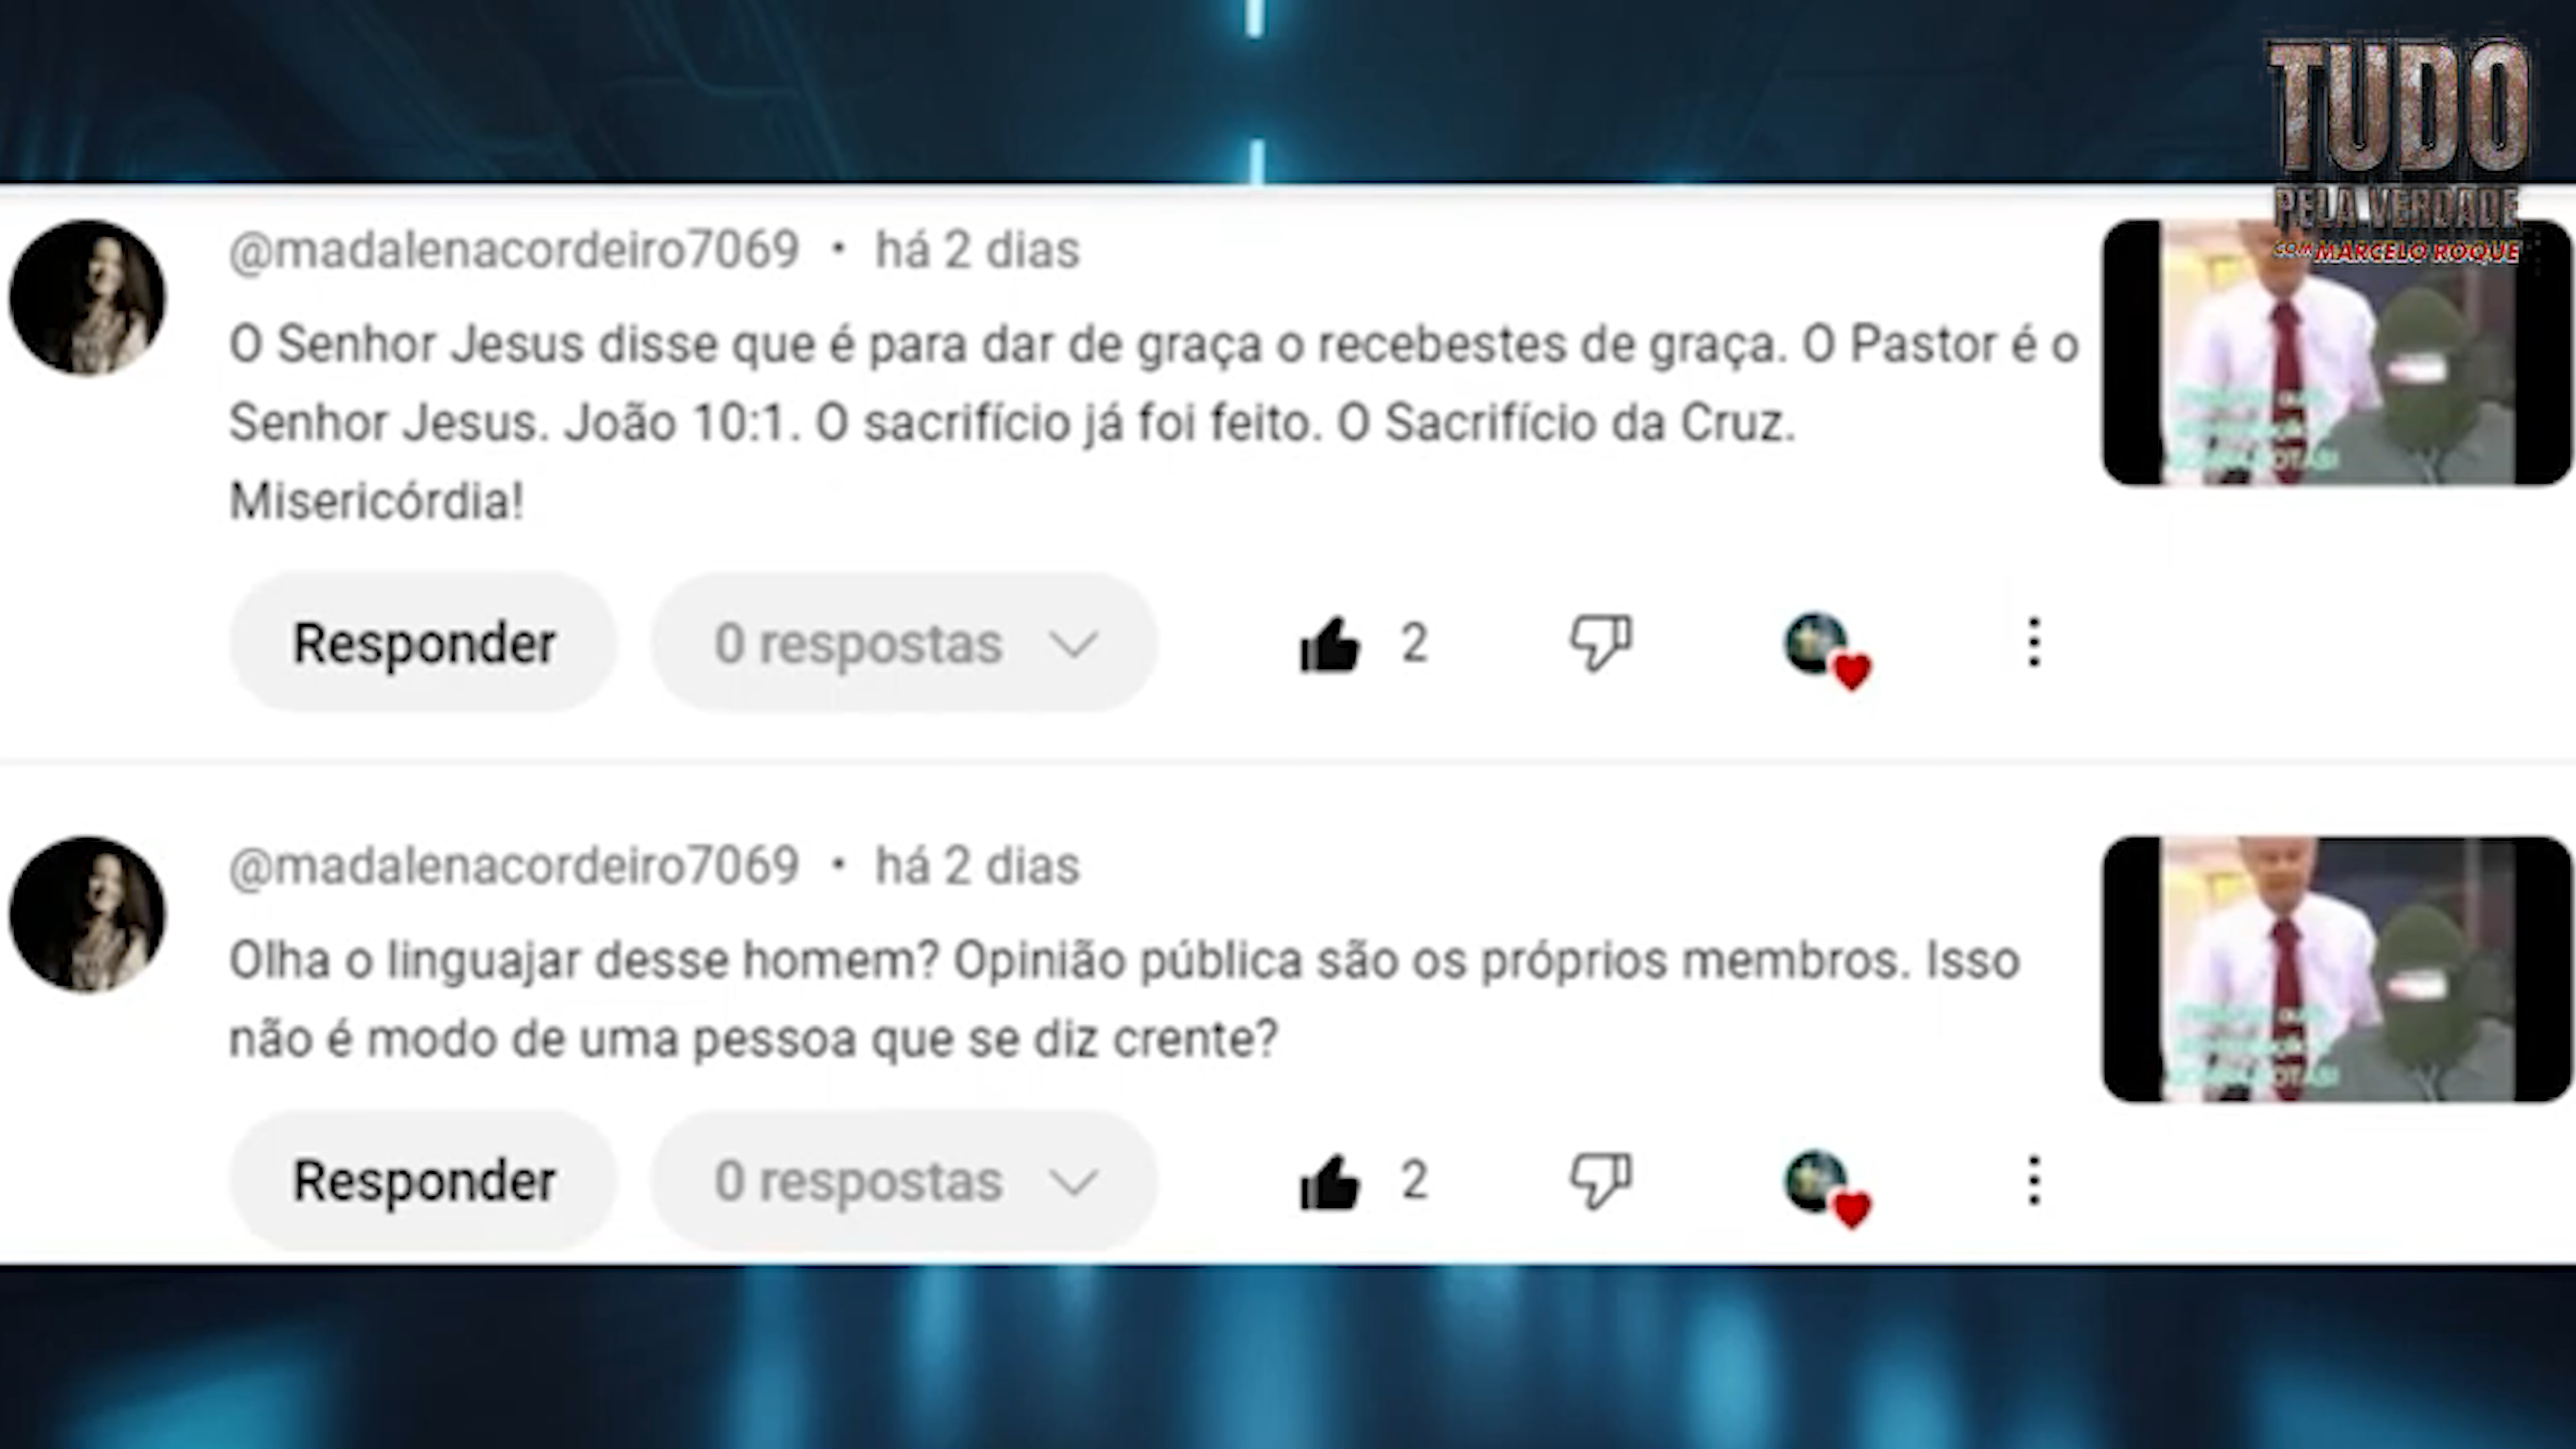 TUDO
PELA VERDADE
COM MARCELO ROQUE
@madalenacordeiro7069 • há 2 dias
O Senhor Jesus disse que é para dar de graça o recebestes de graça. O Pastor é o
Senhor Jesus. João 10:1. O sacrifício já foi feito. O Sacrifício da Cruz.
Misericórdia!
Responder 0 respostas 2
@madalenacordeiro7069 • há 2 dias
Olha o linguajar desse homem? Opinião pública são os próprios membros. Isso
não é modo de uma pessoa que se diz crente?
Responder 0 respostas 2